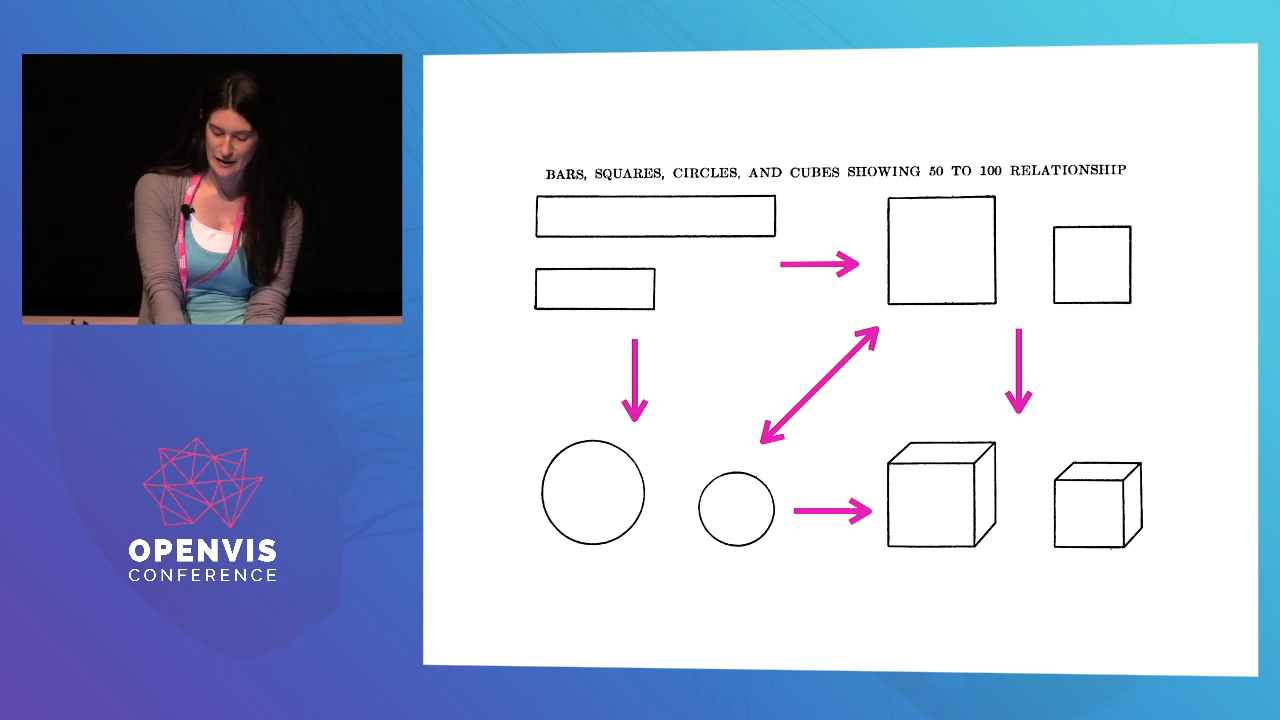 BARS, SQUARES, CIRCLES, AND CUBES SHOWING 50 TO 100 RELATIONSHIP
OPENVIS
CONFERENCE